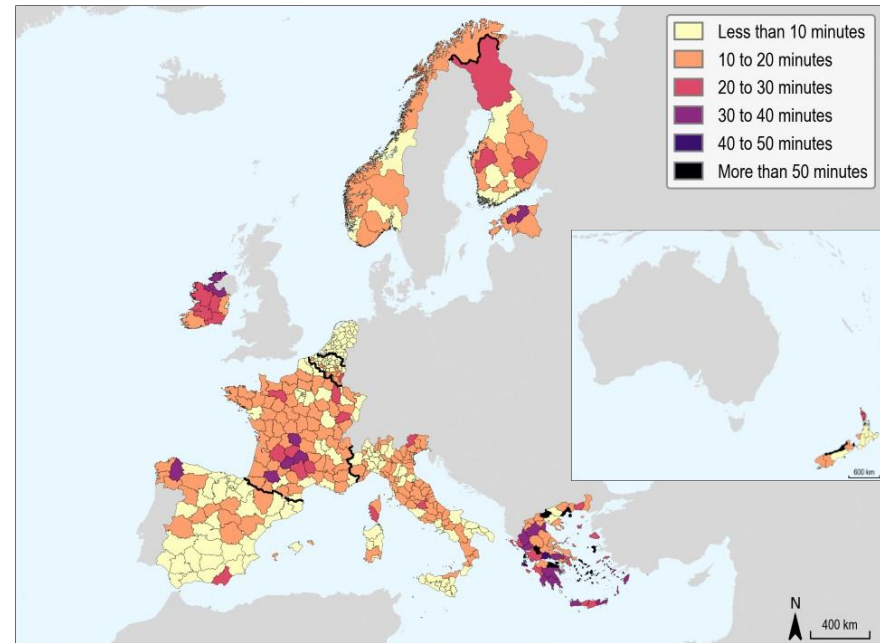 Less than 10 minutes
10 to 20 minutes
20 to 30 minutes
30 to 40 minutes
40 to 50 minutes
More than 50 minutes
600 km
N
400 km